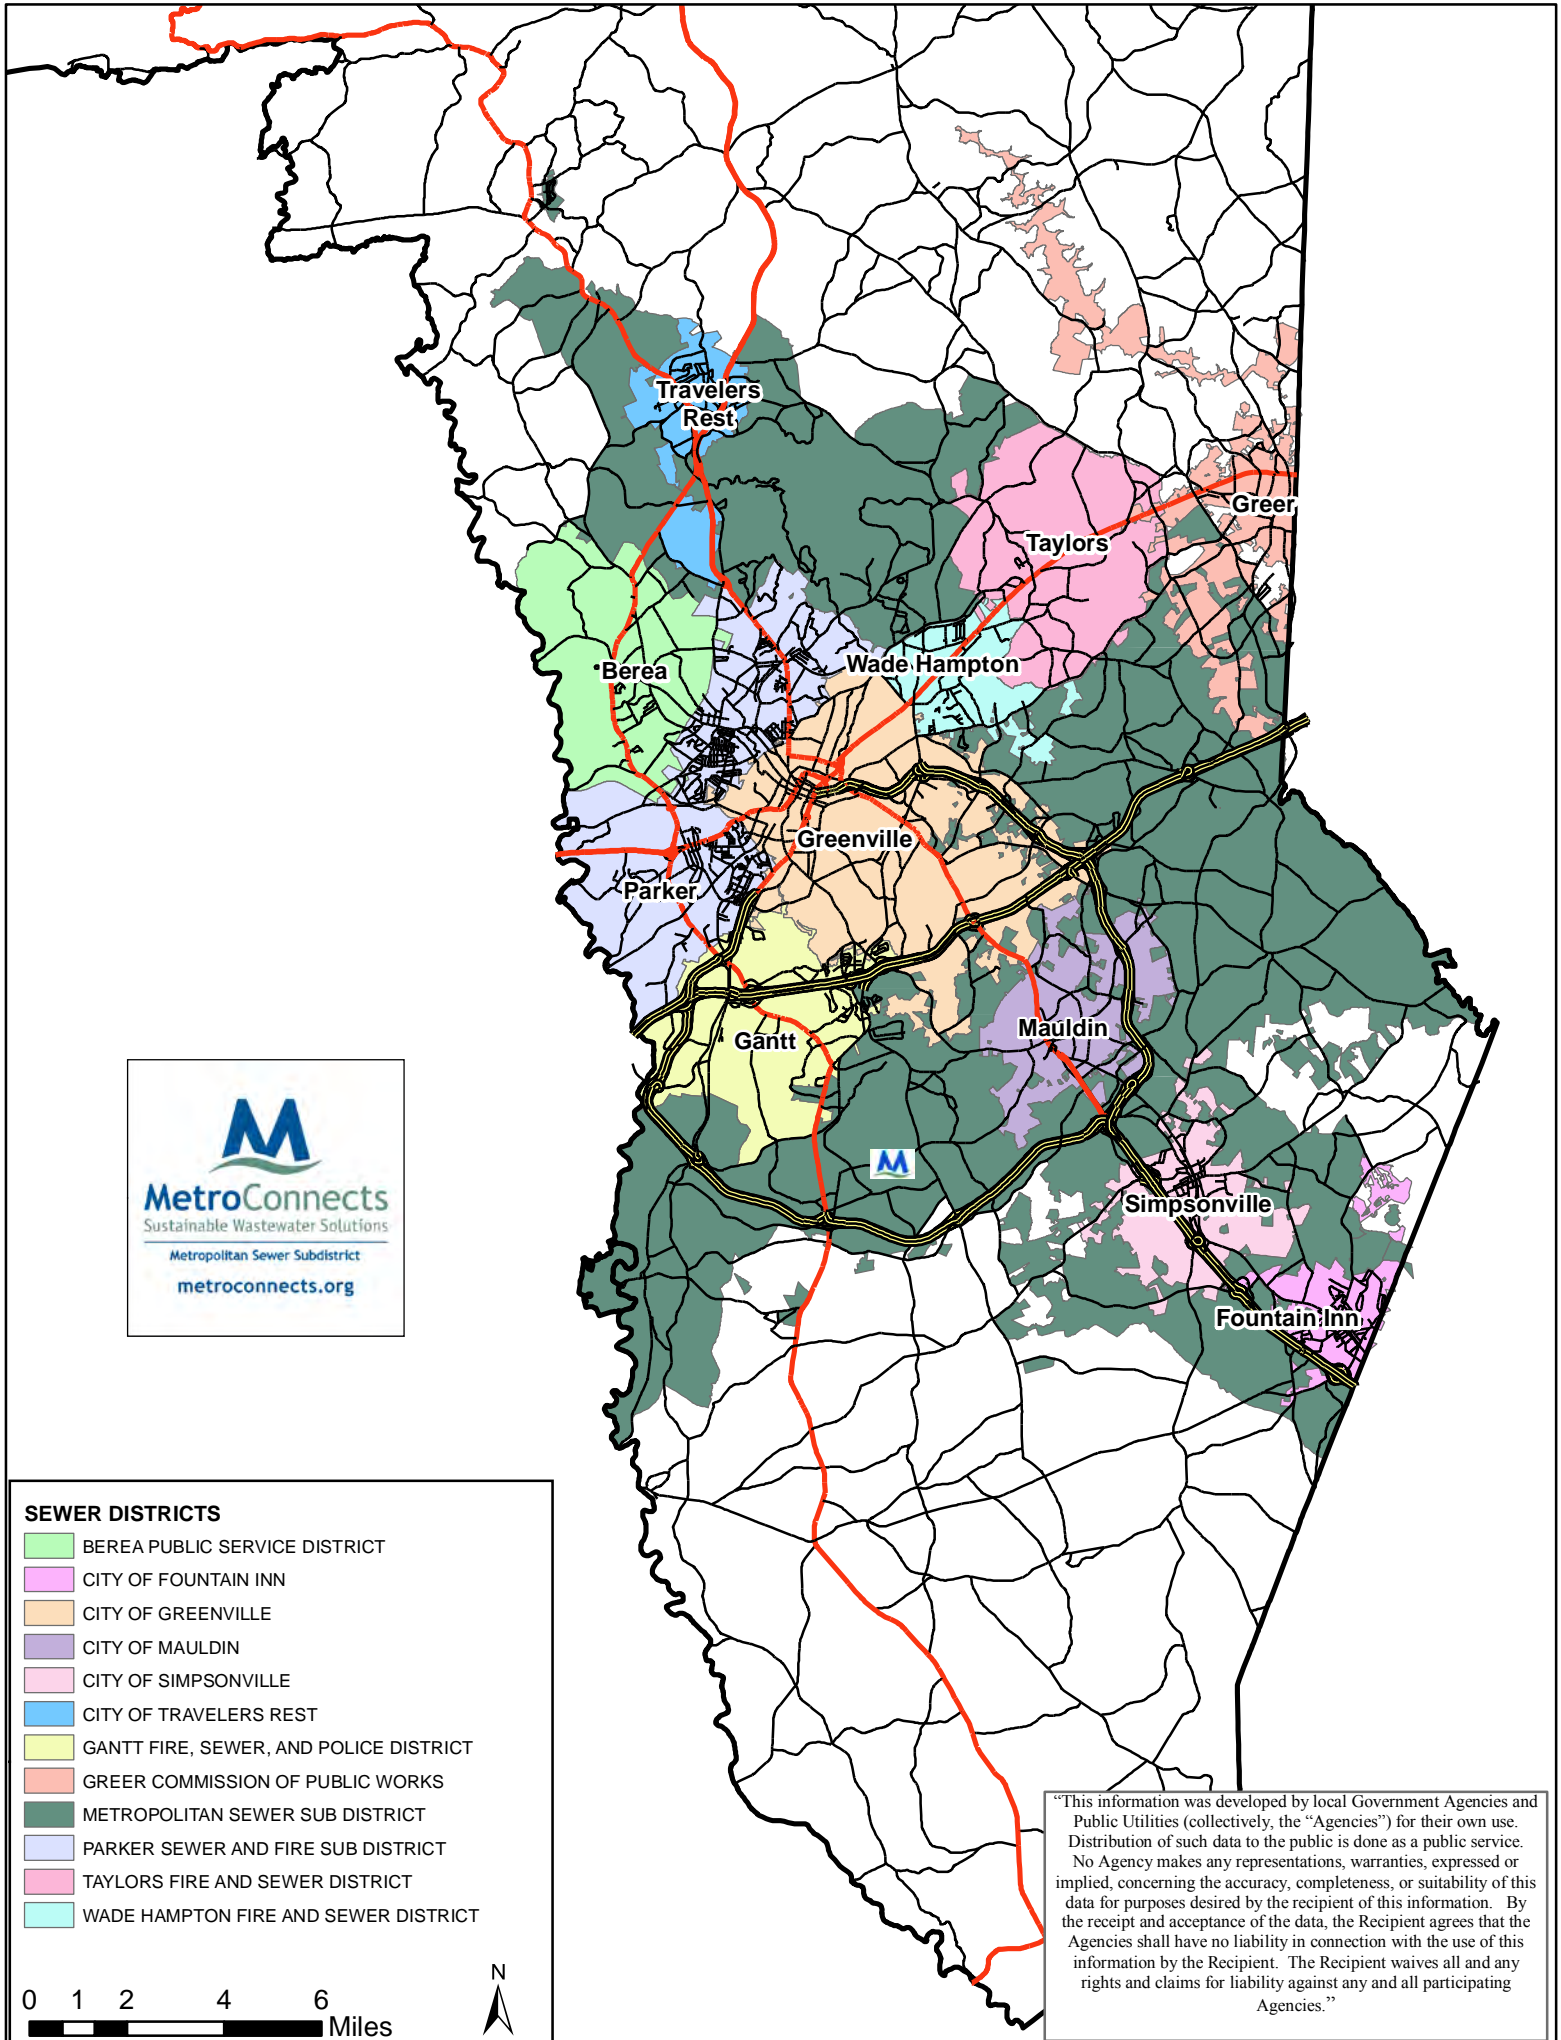 Travelers
Rest
Greer
Taylors
Wade Hampton
Berea
Greenville
Parker
Mauldin
Gantt
M
MetroConnects
Sustainable Wastewater Solutions
Metropolitan Sewer Subdistrict
metroconnects.org
M
Simpsonville
Fountain Inn
SEWER DISTRICTS
BEREA PUBLIC SERVICE DISTRICT
CITY OF FOUNTAIN INN
CITY OF GREENVILLE
CITY OF MAULDIN
CITY OF SIMPSONVILLE
CITY OF TRAVELERS REST
GANTT FIRE, SEWER, AND POLICE DISTRICT
GREER COMMISSION OF PUBLIC WORKS
METROPOLITAN SEWER SUB DISTRICT
PARKER SEWER AND FIRE SUB DISTRICT
TAYLORS FIRE AND SEWER DISTRICT
WADE HAMPTON FIRE AND SEWER DISTRICT
N
0 1 2 4 6
Miles
“This information was developed by local Government Agencies and
Public Utilities (collectively, the “Agencies”) for their own use.
Distribution of such data to the public is done as a public service.
No Agency makes any representations, warranties, expressed or
implied, concerning the accuracy, completeness, or suitability of this
data for purposes desired by the recipient of this information. By
the receipt and acceptance of the data, the Recipient agrees that the
Agencies shall have no liability in connection with the use of this
information by the Recipient. The Recipient waives all and any
rights and claims for liability against any and all participating
Agencies.”